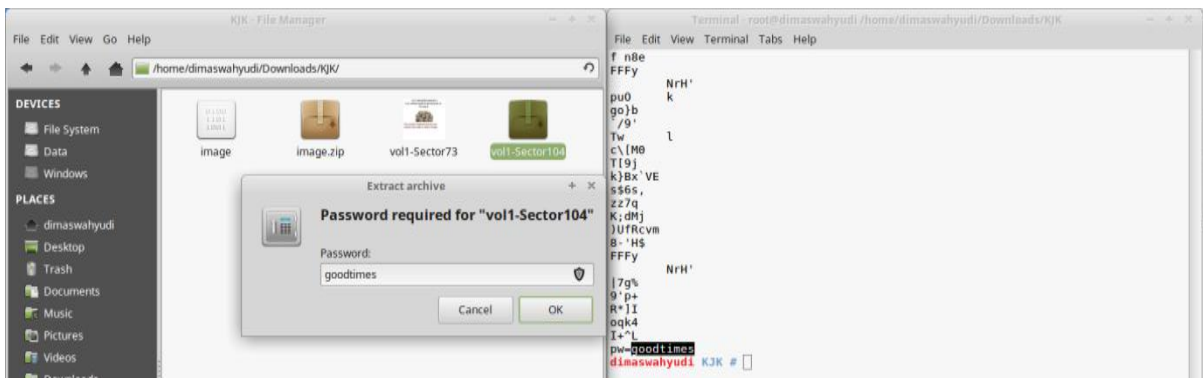 KJK - File Manager
File Edit View Go Help
/home/dimaswahyudi/Downloads/KJK/
DEVICES
File System
Data
Windows
PLACES
dimaswahyudi
Desktop
Trash
Documents
Music
Pictures
Videos
Downloads
image
image.zip
vol1-Sector73
vol1-Sector104
Extract archive
Password required for "vol1-Sector104"
Password:
goodtimes
Cancel
OK
Terminal - root@dimaswahyudi /home/dimaswahyudi/Downloads/KJK
File Edit View Terminal Tabs Help
f n8e
FFFy
NrH'
puO k
go}b
`/9'
Tw l
c\[M0
T[9j
k}Bx`VE
s$6s,
zz7q
K;dMj
)UfRcvm
B-'H$
FFFy
NrH'
|7g%
9'p+
R*]I
oqk4
I+^L
pw=goodtimes
dimaswahyudi KJK #